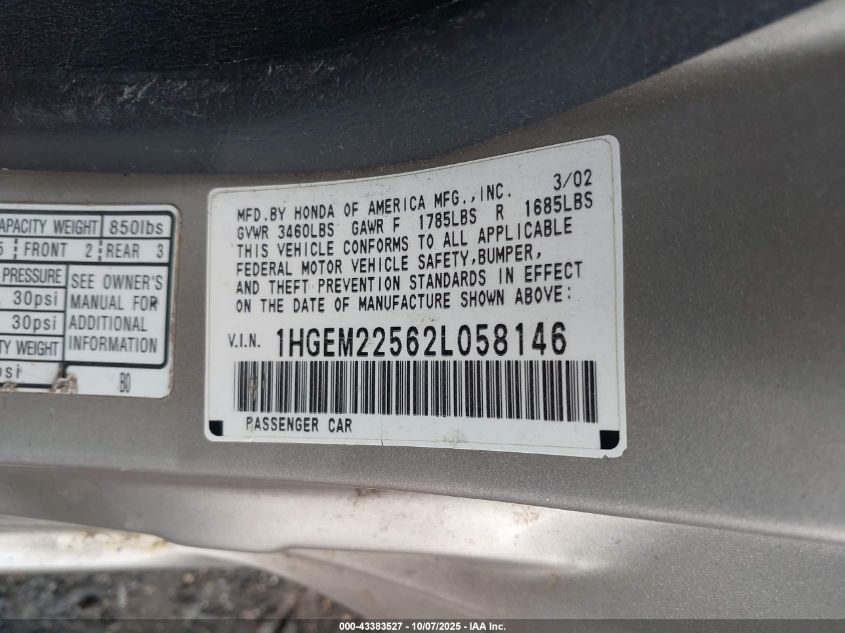 APACITY WEIGHT 850lbs
5 FRONT 2 REAR 3
PRESSURE SEE OWNER'S
30psi MANUAL FOR
30psi ADDITIONAL
WEIGHT INFORMATION
psi
B0
3/02
MFD.BY HONDA OF AMERICA MFG.,INC.
GVWR 3460LBS GAWR F 1785LBS R 1685LBS
THIS VEHICLE CONFORMS TO ALL APPLICABLE
FEDERAL MOTOR VEHICLE SAFETY,BUMPER,
AND THEFT PREVENTION STANDARDS IN EFFECT
ON THE DATE OF MANUFACTURE SHOWN ABOVE:
V.I.N. 1HGEM22562L058146
PASSENGER CAR
000-43383527 - 10/07/2025 - IAA Inc.